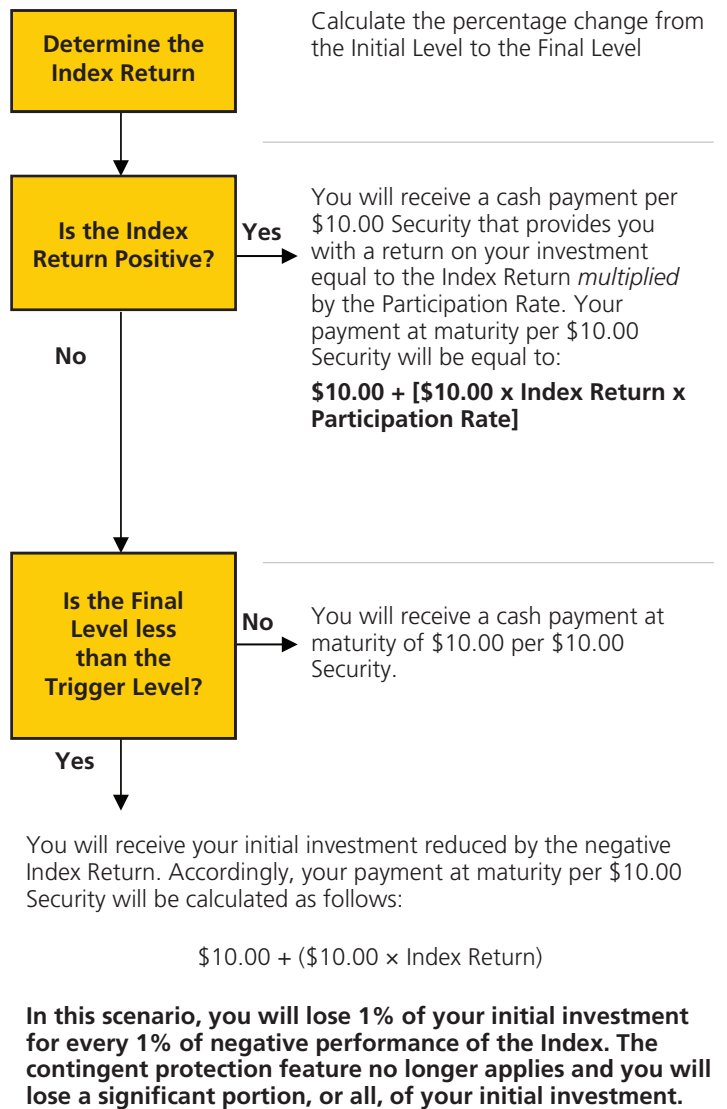 Determine the
Index Return
Calculate the percentage change from
the Initial Level to the Final Level
Is the Index
Return Positive?
Yes
You will receive a cash payment per
$10.00 Security that provides you
with a return on your investment
equal to the Index Return multiplied
by the Participation Rate. Your
payment at maturity per $10.00
Security will be equal to:
$10.00 + [$10.00 x Index Return x
Participation Rate]
No
Is the Final
Level less
than the
Trigger Level?
No
You will receive a cash payment at
maturity of $10.00 per $10.00
Security.
Yes
You will receive your initial investment reduced by the negative
Index Return. Accordingly, your payment at maturity per $10.00
Security will be calculated as follows:
$10.00 + ($10.00 × Index Return)
In this scenario, you will lose 1% of your initial investment
for every 1% of negative performance of the Index. The
contingent protection feature no longer applies and you will
lose a significant portion, or all, of your initial investment.